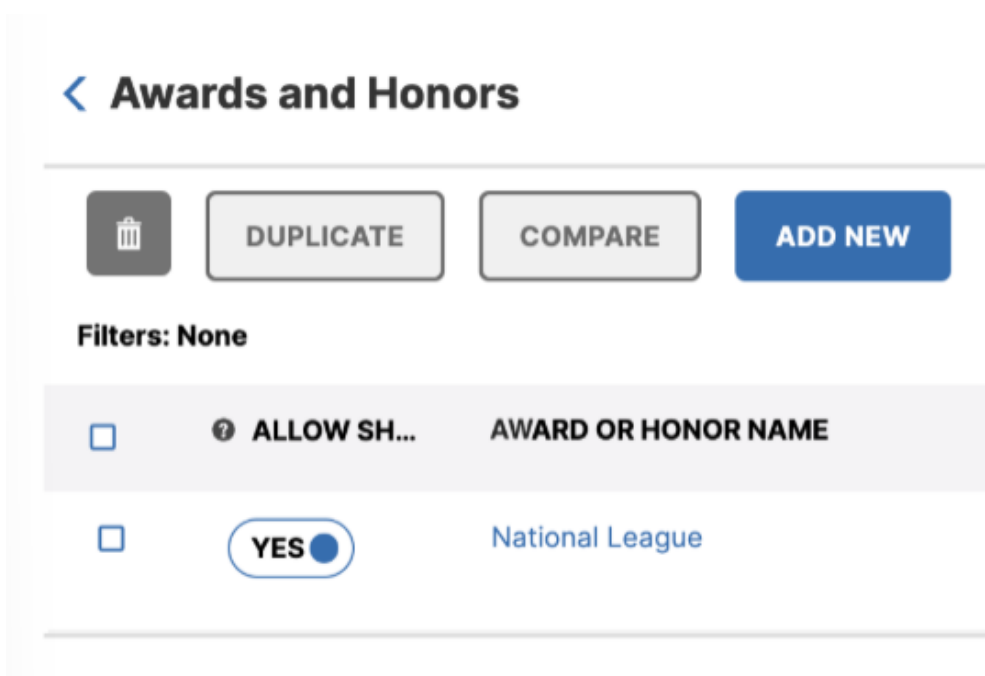 Awards and Honors
DUPLICATE COMPARE ADD NEW
Filters: None
? ALLOW SH... AWARD OR HONOR NAME
YES National League